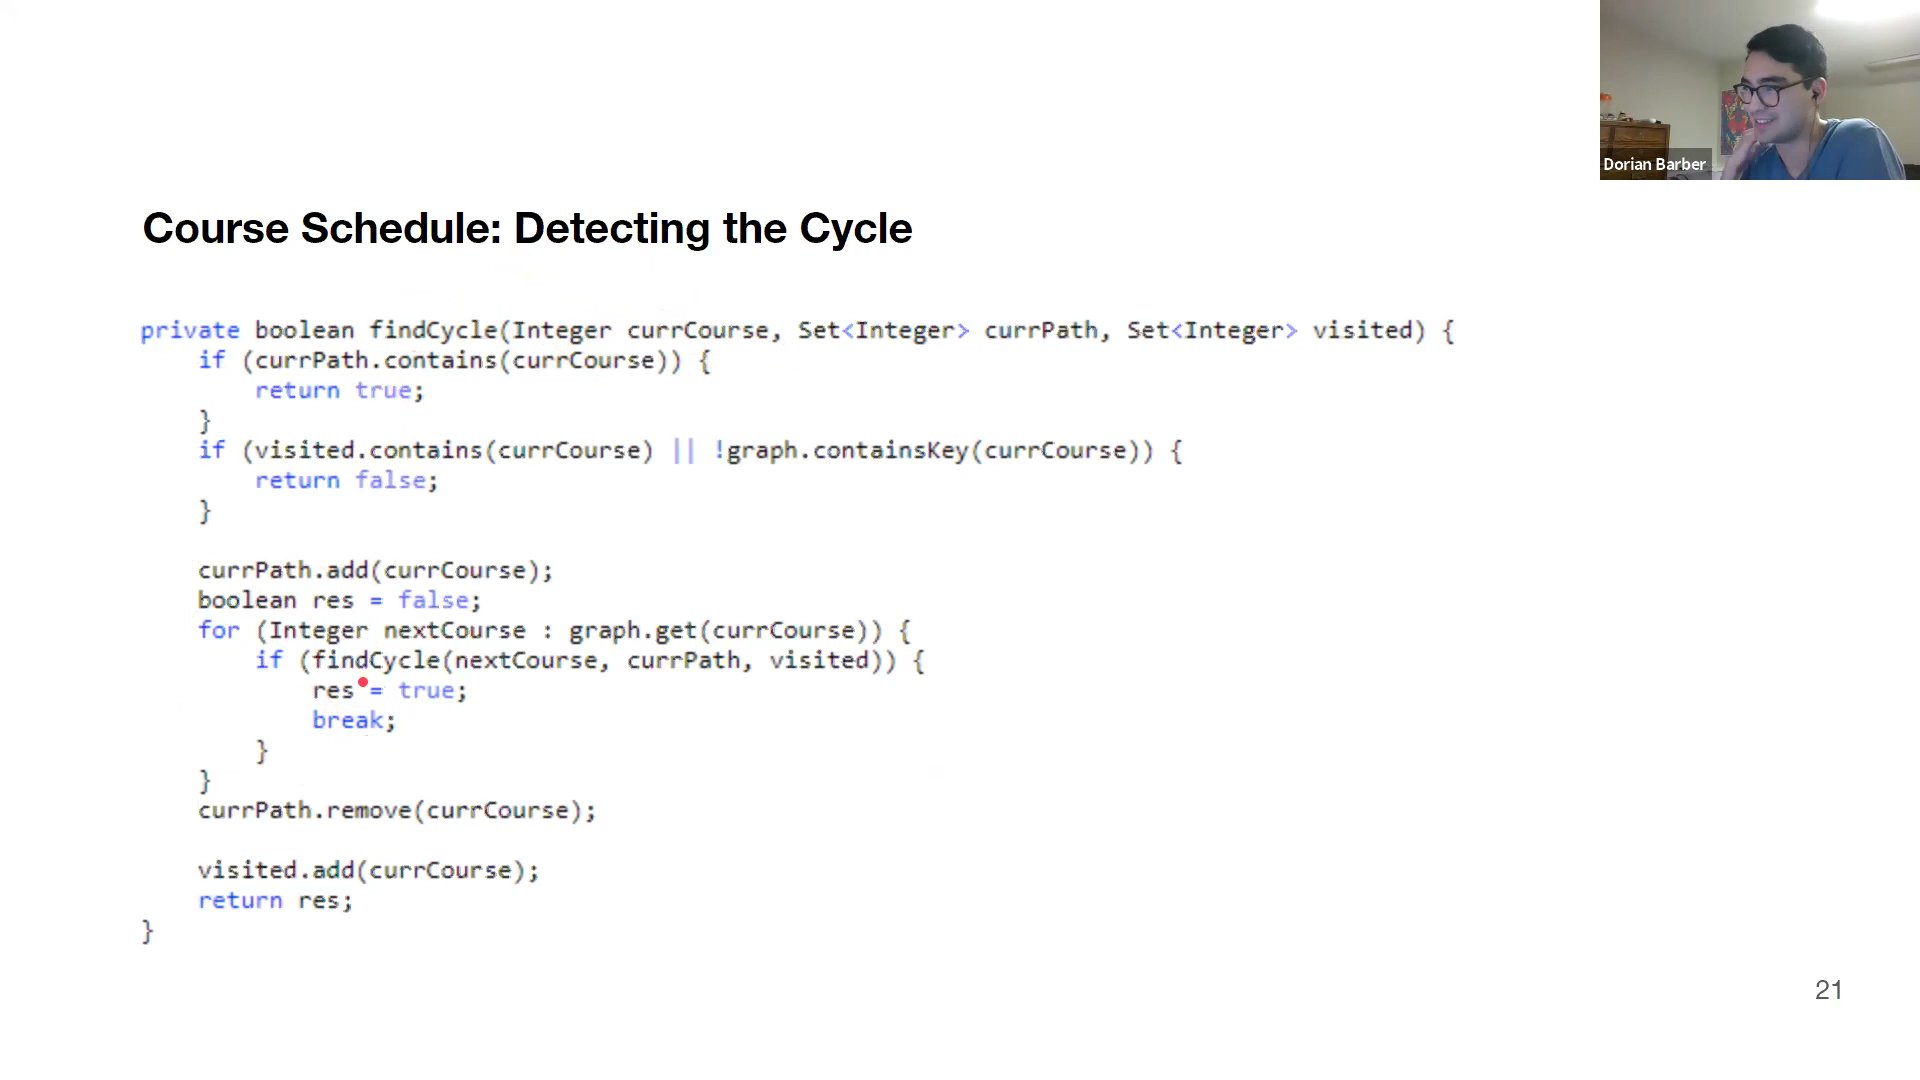 Dorian Barber
Course Schedule: Detecting the Cycle
private boolean findCycle(Integer currCourse, Set<Integer> currPath, Set<Integer> visited) {
    if (currPath.contains(currCourse)) {
        return true;
    }
    if (visited.contains(currCourse) || !graph.containsKey(currCourse)) {
        return false;
    }
    currPath.add(currCourse);
    boolean res = false;
    for (Integer nextCourse : graph.get(currCourse)) {
        if (findCycle(nextCourse, currPath, visited)) {
            res = true;
            break;
        }
    }
    currPath.remove(currCourse);
    visited.add(currCourse);
    return res;
}
21